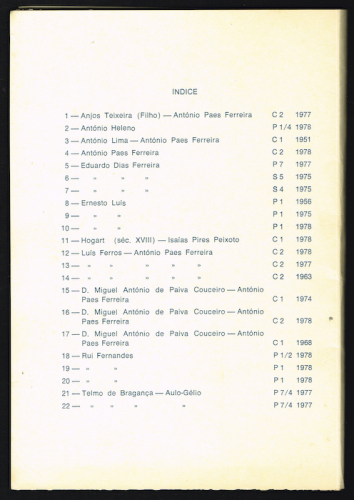 INDICE
1 — Anjos Teixeira (Filho) — António Paes Ferreira C 2 1977
2 — António Heleno P 1/4 1978
3 — António Lima — António Paes Ferreira C 1 1951
4 — António Paes Ferreira C 2 1978
5 — Eduardo Dias Ferreira P 7 1977
6 — » » » S 5 1975
7 — » » » S 4 1975
8 — Ernesto Luís P 1 1956
9 — » » P 1 1975
10 — » » P 1 1978
11 — Hogart (séc. XVIII) — Isaías Pires Peixoto C 1 1978
12 — Luís Ferros — António Paes Ferreira C 2 1978
13 — » » » » » C 2 1977
14 — » » » » » C 2 1963
15 — D. Miguel António de Paiva Couceiro — António
Paes Ferreira C 1 1974
16 — D. Miguel António de Paiva Couceiro — António
Paes Ferreira C 2 1978
17 — D. Miguel António de Paiva Couceiro — António
Paes Ferreira C 1 1968
18 — Rui Fernandes P 1/2 1978
19 — » » P 1 1978
20 — » » P 1 1978
21 — Telmo de Bragança — Aulo-Gélio P 7/4 1977
22 — » » » » P 7/4 1977